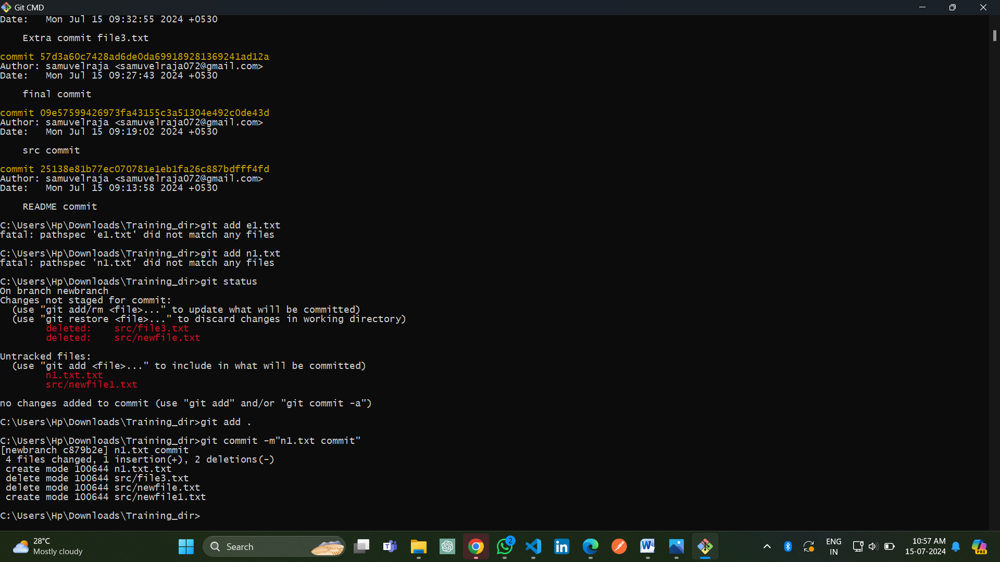 Git CMD
Date:   Mon Jul 15 09:32:55 2024 +0530
    Extra commit file3.txt
commit 57d3a60c7428ad6de0da699189281369241ad12a
Author: samuvelraja <samuvelraja072@gmail.com>
Date:   Mon Jul 15 09:27:43 2024 +0530
    final commit
commit 09e57599426973fa43155c3a51304e492c0de43d
Author: samuvelraja <samuvelraja072@gmail.com>
Date:   Mon Jul 15 09:19:02 2024 +0530
    src commit
commit 25138e81b77ec070781e1eb1fa26c887bdfff4fd
Author: samuvelraja <samuvelraja072@gmail.com>
Date:   Mon Jul 15 09:13:58 2024 +0530
    README commit
C:\Users\Hp\Downloads\Training_dir>git add e1.txt
fatal: pathspec 'e1.txt' did not match any files
C:\Users\Hp\Downloads\Training_dir>git add n1.txt
fatal: pathspec 'n1.txt' did not match any files
C:\Users\Hp\Downloads\Training_dir>git status
On branch newbranch
Changes not staged for commit:
  (use "git add/rm <file>..." to update what will be committed)
  (use "git restore <file>..." to discard changes in working directory)
        deleted:    src/file3.txt
        deleted:    src/newfile.txt
Untracked files:
  (use "git add <file>..." to include in what will be committed)
        n1.txt.txt
        src/newfile1.txt
no changes added to commit (use "git add" and/or "git commit -a")
C:\Users\Hp\Downloads\Training_dir>git add .
C:\Users\Hp\Downloads\Training_dir>git commit -m"n1.txt commit"
[newbranch c879b2e] n1.txt commit
 4 files changed, 1 insertion(+), 2 deletions(-)
 create mode 100644 n1.txt.txt
 delete mode 100644 src/file3.txt
 delete mode 100644 src/newfile.txt
 create mode 100644 src/newfile1.txt
C:\Users\Hp\Downloads\Training_dir>
28°C
Mostly cloudy
Search
2
ENG
IN
10:57 AM
15-07-2024
PRE